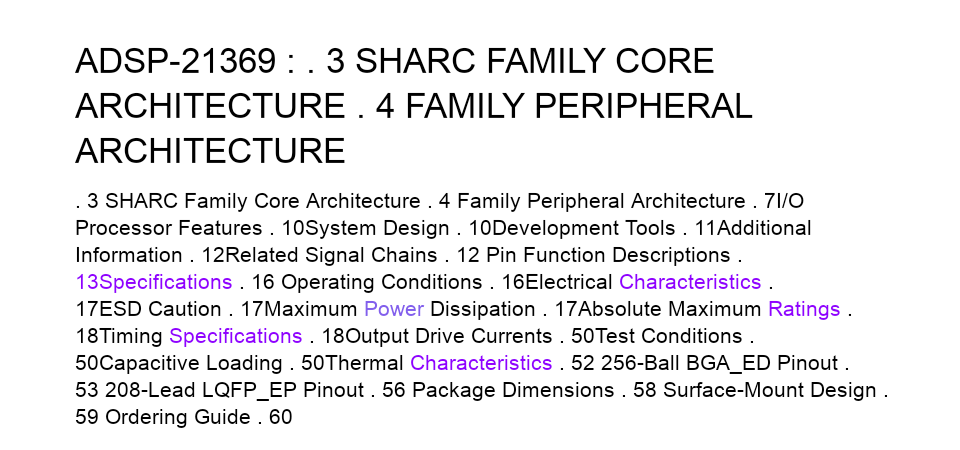 ADSP-21369 : . 3 SHARC FAMILY CORE
ARCHITECTURE . 4 FAMILY PERIPHERAL
ARCHITECTURE
. 3 SHARC Family Core Architecture . 4 Family Peripheral Architecture . 7I/O
Processor Features . 10System Design . 10Development Tools . 11Additional
Information . 12Related Signal Chains . 12 Pin Function Descriptions .
13Specifications . 16 Operating Conditions . 16Electrical Characteristics .
17ESD Caution . 17Maximum Power Dissipation . 17Absolute Maximum Ratings .
18Timing Specifications . 18Output Drive Currents . 50Test Conditions .
50Capacitive Loading . 50Thermal Characteristics . 52 256-Ball BGA_ED Pinout .
53 208-Lead LQFP_EP Pinout . 56 Package Dimensions . 58 Surface-Mount Design .
59 Ordering Guide . 60